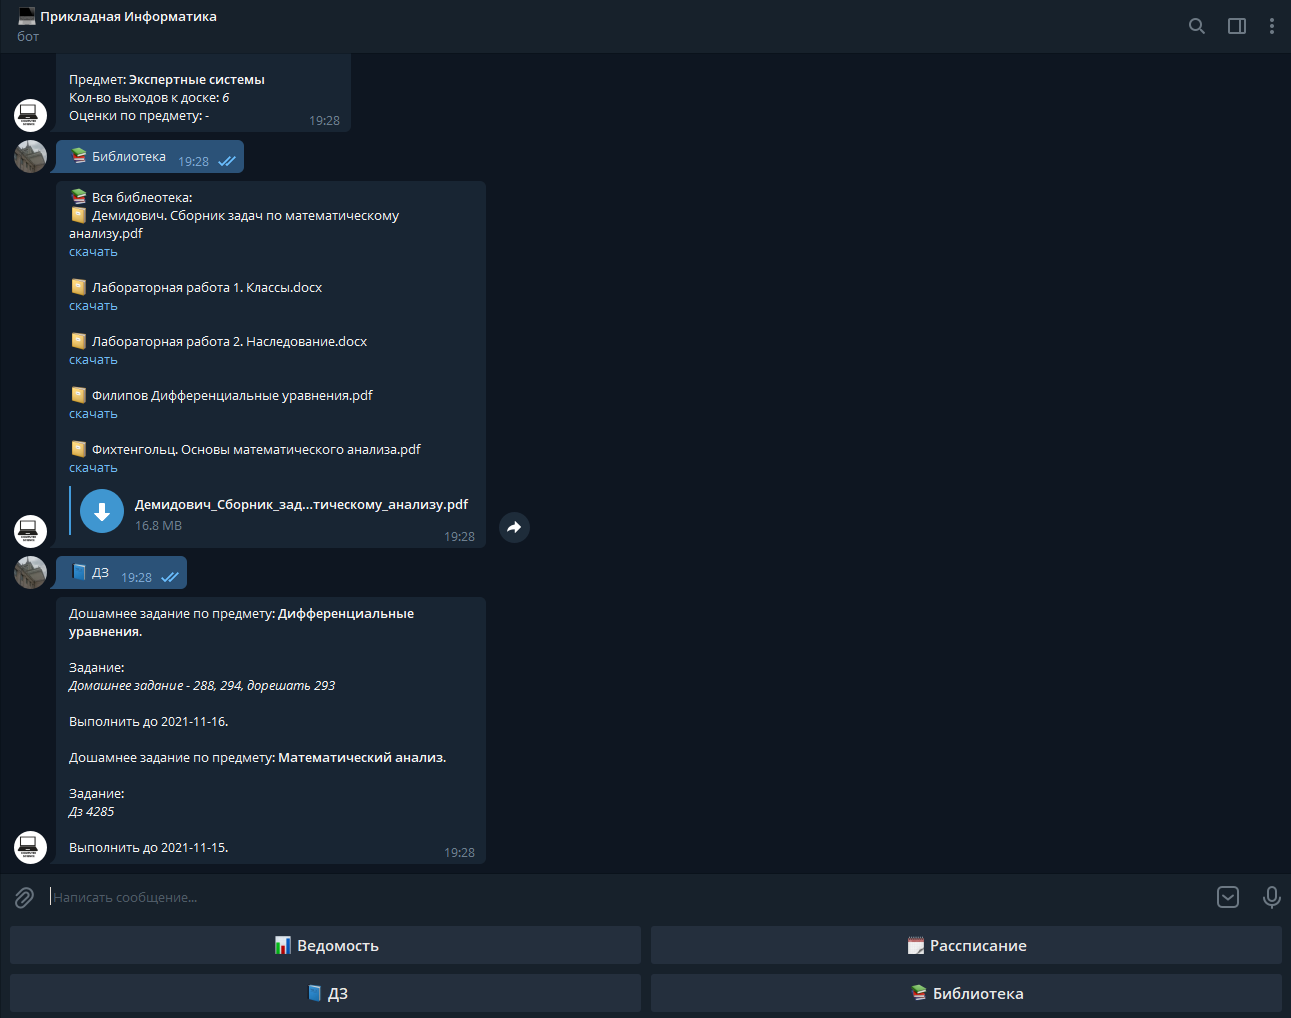 Прикладная Информатика
бот
Предмет: Экспертные системы
Кол-во выходов к доске: 6
Оценки по предмету: -
19:28
Библиотека 19:28
Вся библеотека:
Демидович. Сборник задач по математическому
анализу.pdf
скачать
Лабораторная работа 1. Классы.docx
скачать
Лабораторная работа 2. Наследование.docx
скачать
Филипов Дифференциальные уравнения.pdf
скачать
Фихтенгольц. Основы математического анализа.pdf
скачать
Демидович_Сборник_зад...тическому_анализу.pdf
16.8 MB
19:28
ДЗ 19:28
Дошамнее задание по предмету: Дифференциальные
уравнения.
Задание:
Домашнее задание - 288, 294, дорешать 293
Выполнить до 2021-11-16.
Дошамнее задание по предмету: Математический анализ.
Задание:
Дз 4285
Выполнить до 2021-11-15.
19:28
Написать сообщение...
Ведомость
Рассписание
ДЗ
Библиотека